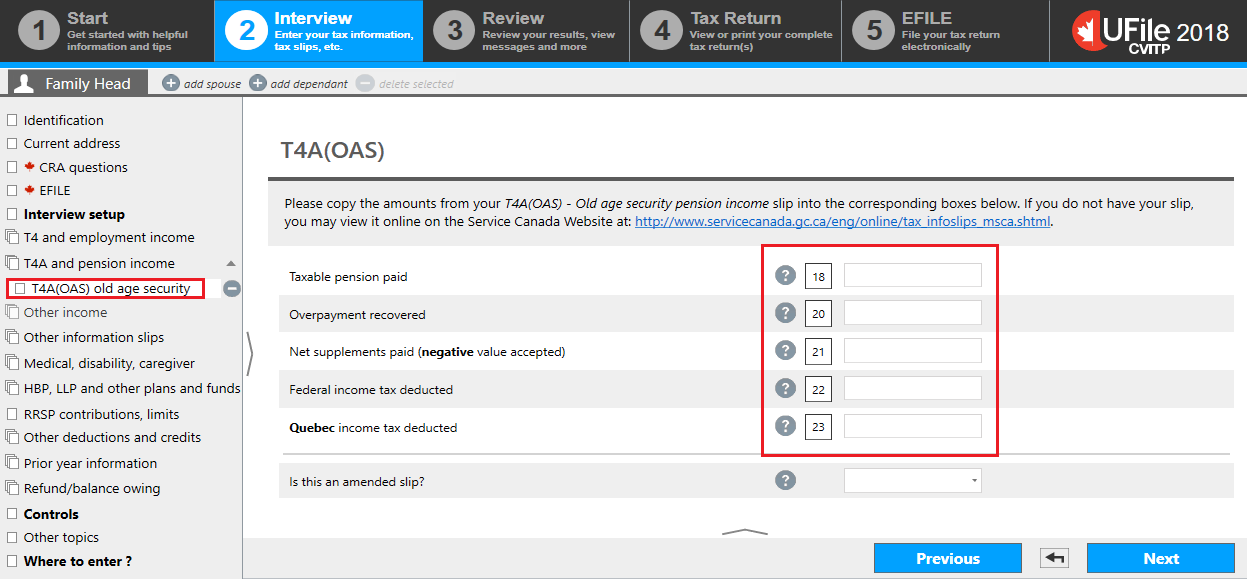 1
Start
Get started with helpful
information and tips
2
Interview
Enter your tax information,
tax slips, etc.
3
Review
Review your results, view
messages and more
4
Tax Return
View or print your complete
tax return(s)
5
EFILE
File your tax return
electronically
UFile 2018
CVITP
Family Head
add spouse
add dependant
delete selected
Identification
Current address
CRA questions
EFILE
Interview setup
T4 and employment income
T4A and pension income
T4A(OAS) old age security
Other income
Other information slips
Medical, disability, caregiver
HBP, LLP and other plans and funds
RRSP contributions, limits
Other deductions and credits
Prior year information
Refund/balance owing
Controls
Other topics
Where to enter ?
T4A(OAS)
Please copy the amounts from your T4A(OAS) - Old age security pension income slip into the corresponding boxes below. If you do not have your slip,
you may view it online on the Service Canada Website at: http://www.servicecanada.gc.ca/eng/online/tax_infoslips_msca.shtml.
Taxable pension paid ? 18
Overpayment recovered ? 20
Net supplements paid (negative value accepted) ? 21
Federal income tax deducted ? 22
Quebec income tax deducted ? 23
Is this an amended slip? ?
Previous
Next